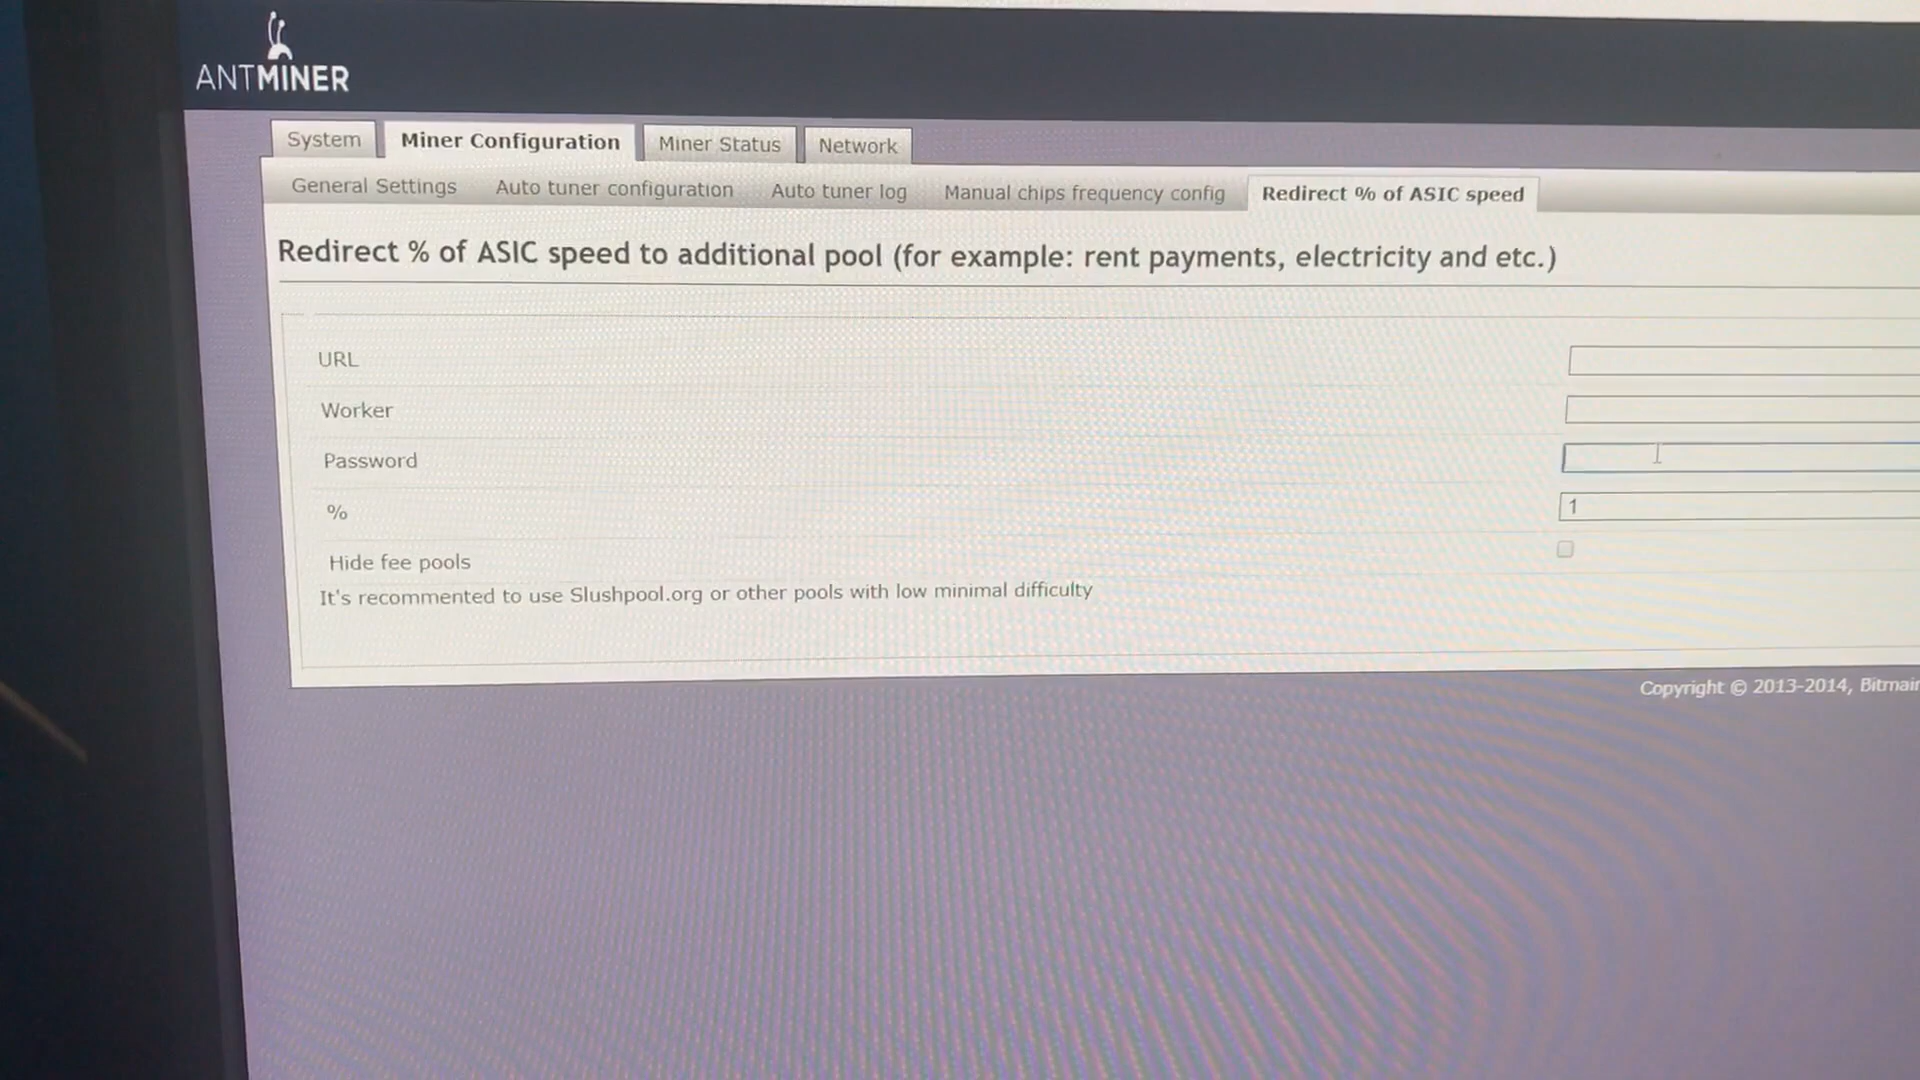 ANTMINER
System Miner Configuration Miner Status Network
General Settings Auto tuner configuration Auto tuner log Manual chips frequency config Redirect % of ASIC speed
Redirect % of ASIC speed to additional pool (for example: rent payments, electricity and etc.)
URL
Worker
Password
% 1
Hide fee pools
It's recommented to use Slushpool.org or other pools with low minimal difficulty
Copyright © 2013-2014, Bitmain